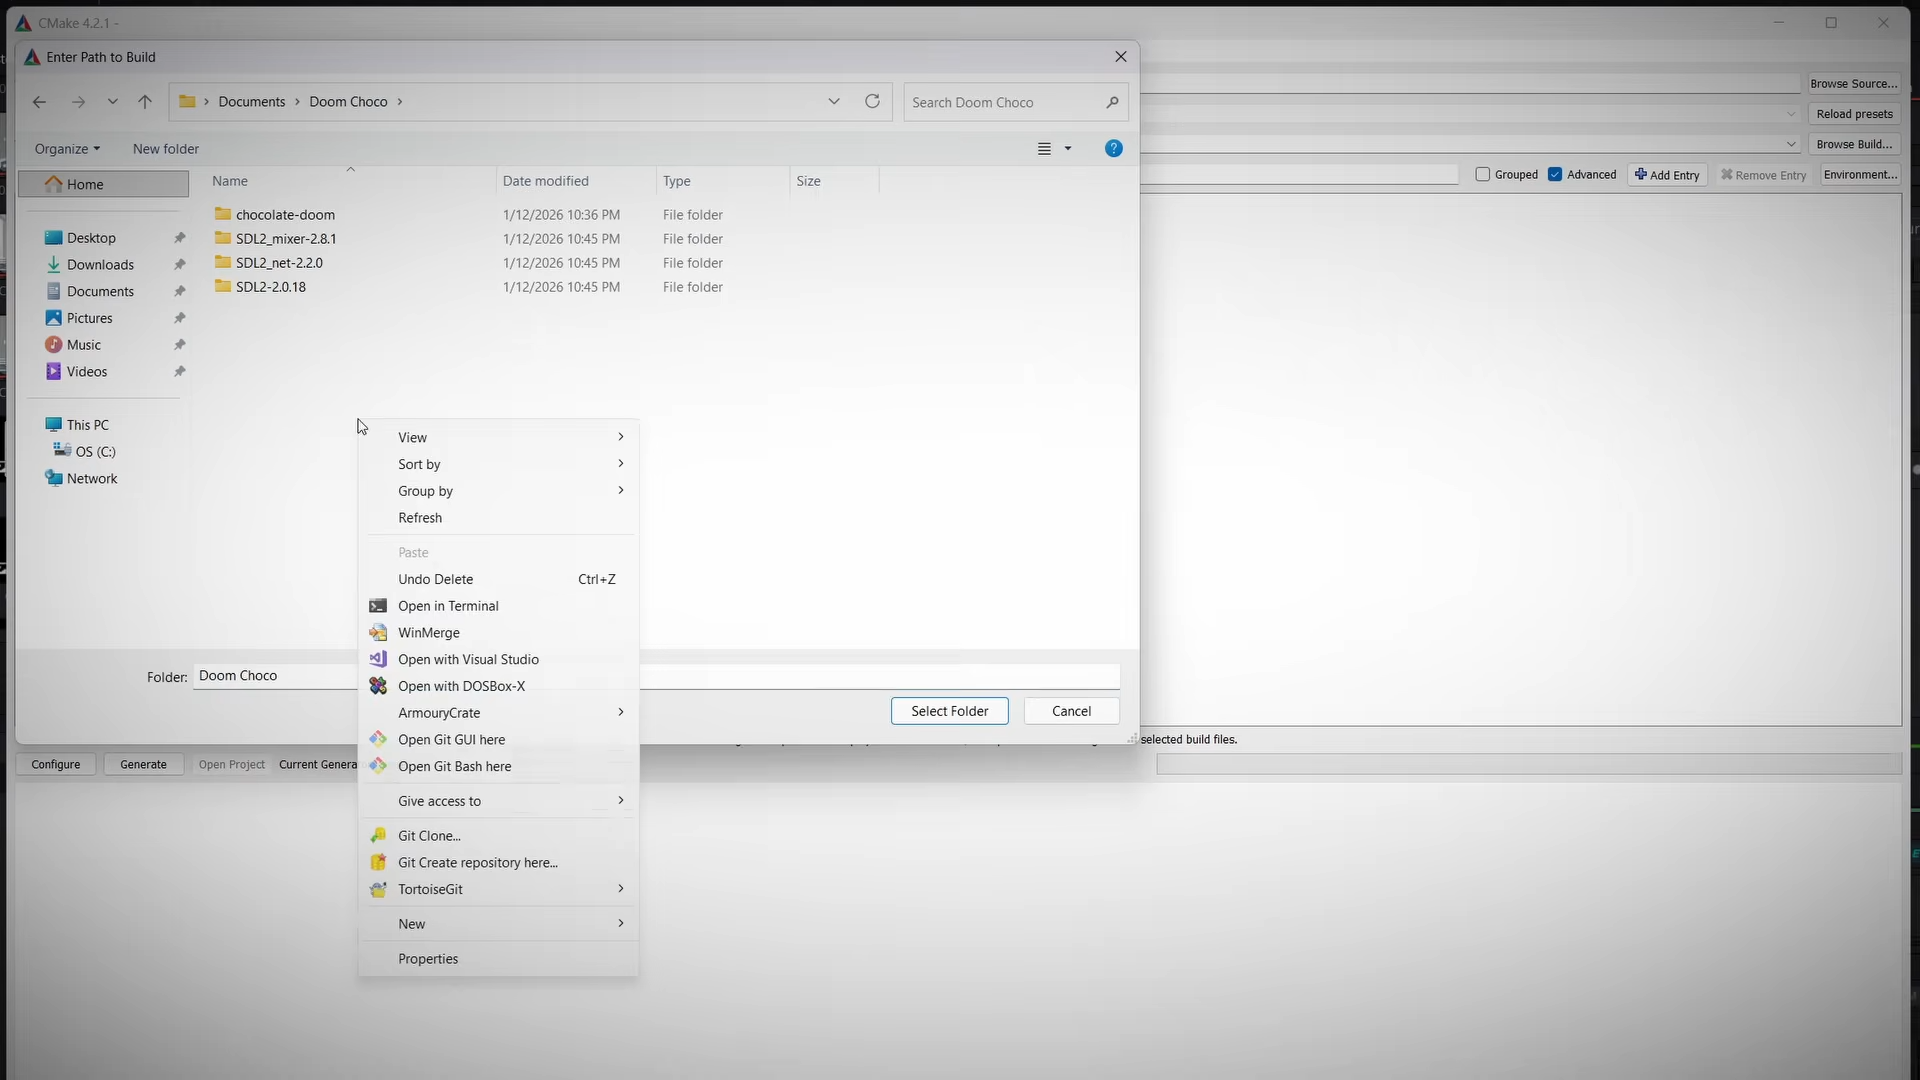 CMake 4.2.1 -
Enter Path to Build
Documents
Doom Choco
Search Doom Choco
Browse Source...
Reload presets
Browse Build...
Organize
New folder
Grouped
Advanced
Add Entry
Remove Entry
Environment...
Home
Name
Date modified
Type
Size
chocolate-doom 1/12/2026 10:36 PM File folder
SDL2_mixer-2.8.1 1/12/2026 10:45 PM File folder
SDL2_net-2.2.0 1/12/2026 10:45 PM File folder
SDL2-2.0.18 1/12/2026 10:45 PM File folder
Desktop
Downloads
Documents
Pictures
Music
Videos
This PC
OS (C:)
Network
View
Sort by
Group by
Refresh
Paste
Undo Delete Ctrl+Z
Open in Terminal
WinMerge
Open with Visual Studio
Open with DOSBox-X
ArmouryCrate
Open Git GUI here
Open Git Bash here
Give access to
Git Clone...
Git Create repository here...
TortoiseGit
New
Properties
Folder: Doom Choco
Select Folder
Cancel
selected build files.
Configure
Generate
Open Project
Current Genera